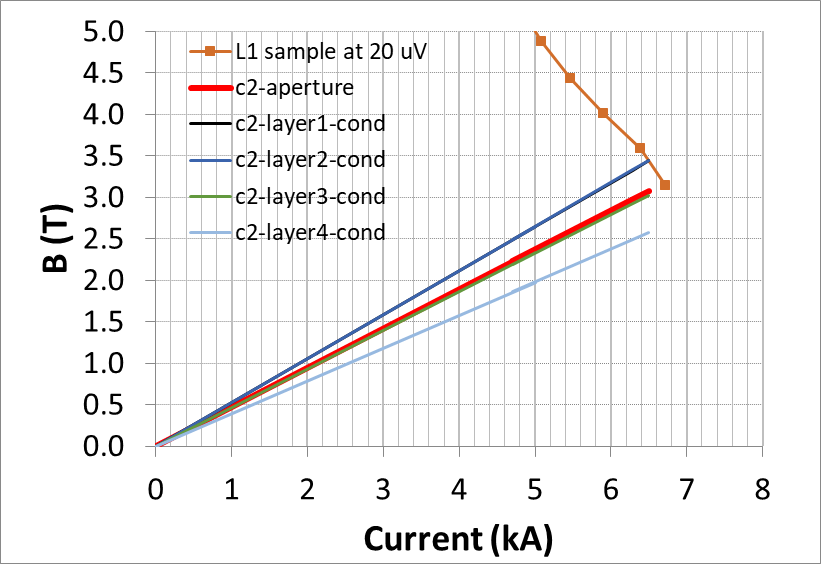 5.0
4.5
4.0
3.5
3.0
2.5
2.0
1.5
1.0
0.5
0.0
B (T)
L1 sample at 20 uV
c2-aperture
c2-layer1-cond
c2-layer2-cond
c2-layer3-cond
c2-layer4-cond
0 1 2 3 4 5 6 7 8
Current (kA)